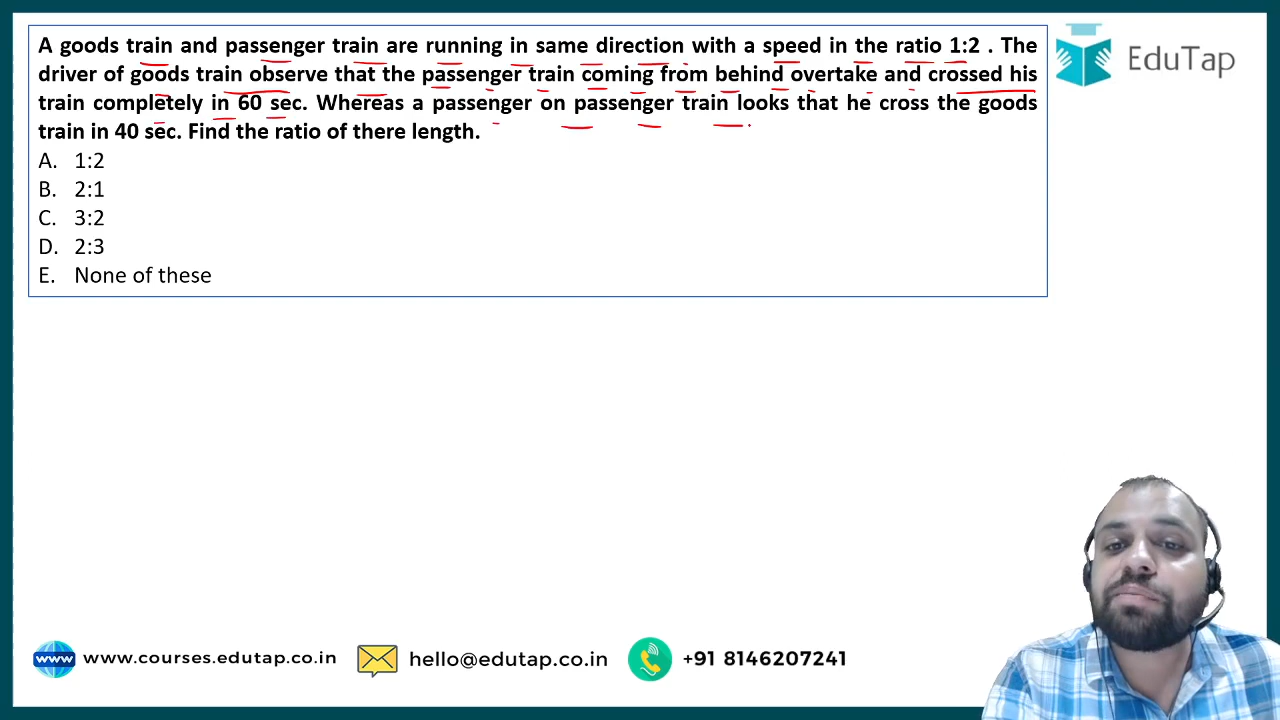 A goods train and passenger train are running in same direction with a speed in the ratio 1:2 . The
driver of goods train observe that the passenger train coming from behind overtake and crossed his
train completely in 60 sec. Whereas a passenger on passenger train looks that he cross the goods
train in 40 sec. Find the ratio of there length.
A. 1:2
B. 2:1
C. 3:2
D. 2:3
E. None of these
EduTap
www www.courses.edutap.co.in hello@edutap.co.in +91 8146207241